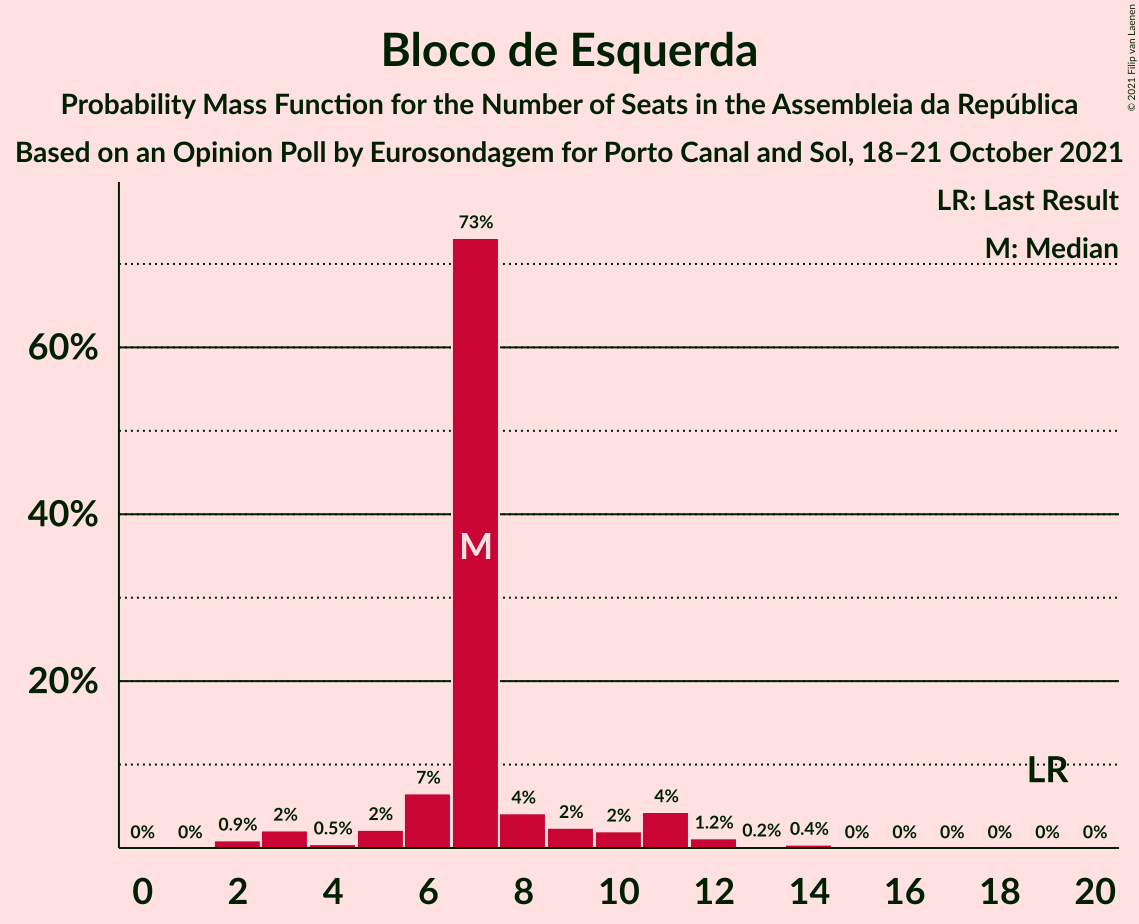 Bloco de Esquerda
Probability Mass Function for the Number of Seats in the Assembleia da República
Based on an Opinion Poll by Eurosondagem for Porto Canal and Sol, 18–21 October 2021
© 2021 Filip van Laenen
LR: Last Result
M: Median
60%
40%
20%
0% 0% 0.9% 2% 0.5% 2% 7% 73% 4% 2% 2% 4% 1.2% 0.2% 0.4% 0% 0% 0% 0% 0% 0%
M
LR
0 2 4 6 8 10 12 14 16 18 20